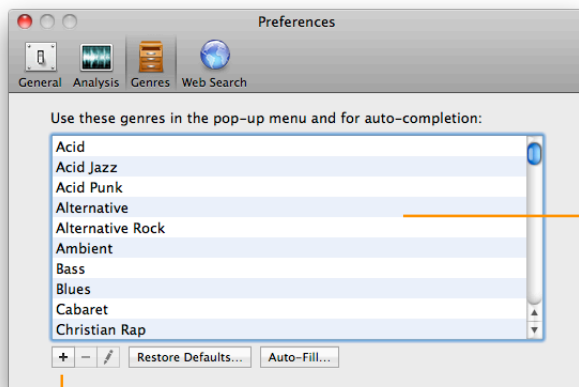 Preferences
General Analysis Genres Web Search
Use these genres in the pop-up menu and for auto-completion:
Acid
Acid Jazz
Acid Punk
Alternative
Alternative Rock
Ambient
Bass
Blues
Cabaret
Christian Rap
+ − Restore Defaults... Auto-Fill...